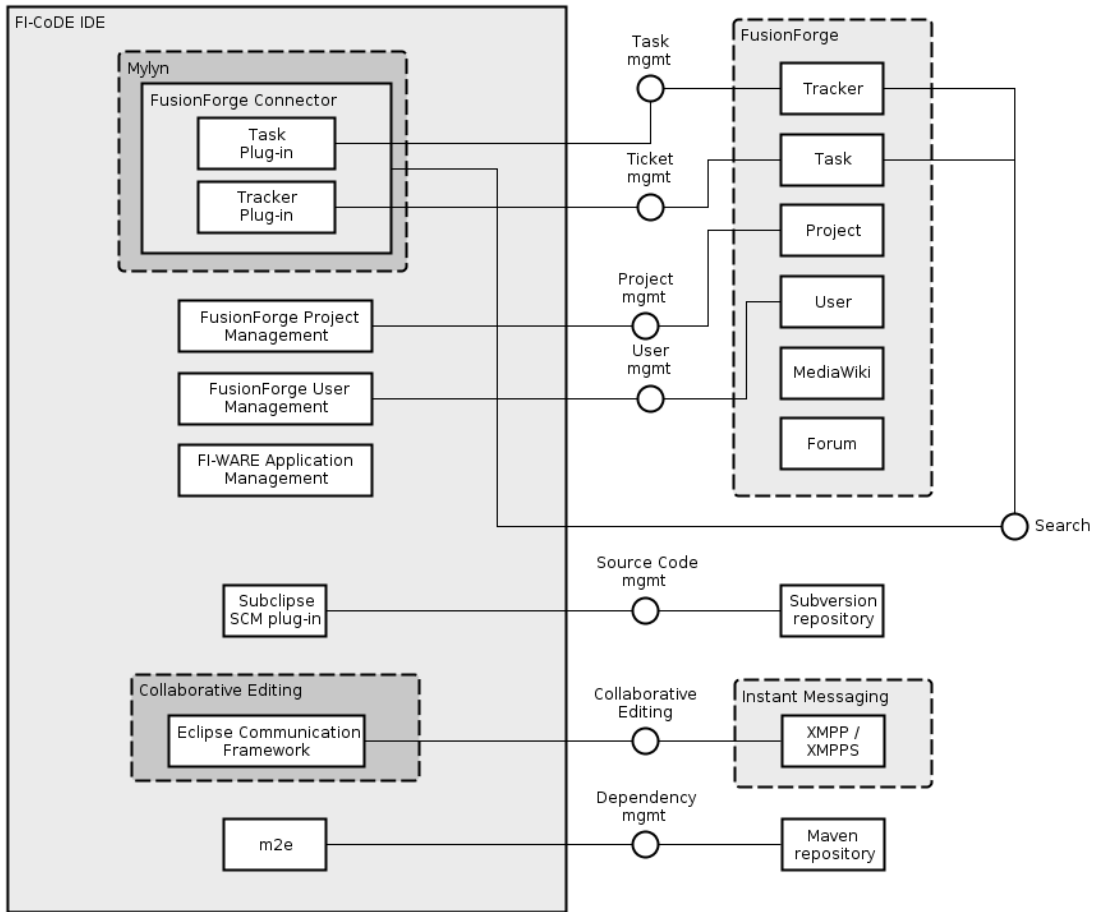 FI-CoDE IDE
Mylyn
FusionForge Connector
Task
Plug-in
Tracker
Plug-in
FusionForge Project
Management
FusionForge User
Management
FI-WARE Application
Management
Subclipse
SCM plug-in
Collaborative Editing
Eclipse Communication
Framework
m2e
Task
mgmt
Ticket
mgmt
Project
mgmt
User
mgmt
Source Code
mgmt
Collaborative
Editing
Dependency
mgmt
FusionForge
Tracker
Task
Project
User
MediaWiki
Forum
Search
Subversion
repository
Instant Messaging
XMPP /
XMPPS
Maven
repository